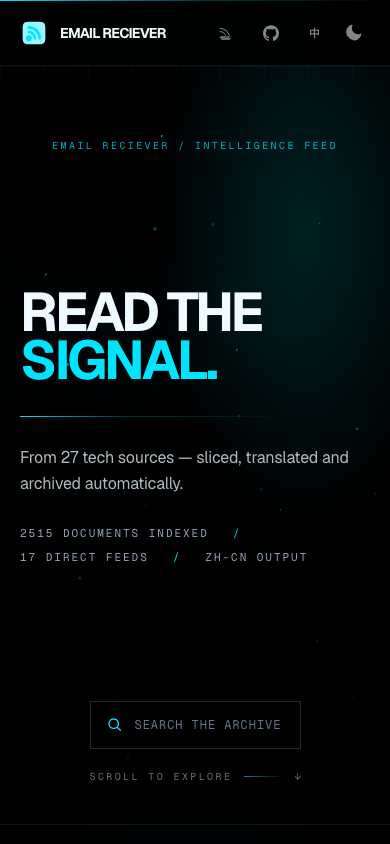 EMAIL RECIEVER
中
EMAIL RECIEVER / INTELLIGENCE FEED
READ THE
SIGNAL.
From 27 tech sources — sliced, translated and
archived automatically.
2515 DOCUMENTS INDEXED /
17 DIRECT FEEDS / ZH-CN OUTPUT
SEARCH THE ARCHIVE
SCROLL TO EXPLORE ↓